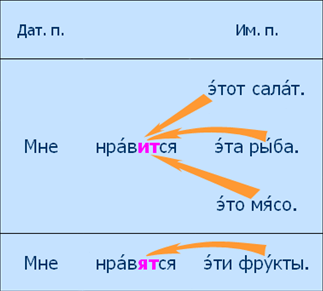 Дат. п. Им. п.
э́тот сала́т.
Мне нра́вится э́та ры́ба.
э́то мя́со.
Мне нра́вятся э́ти фру́кты.